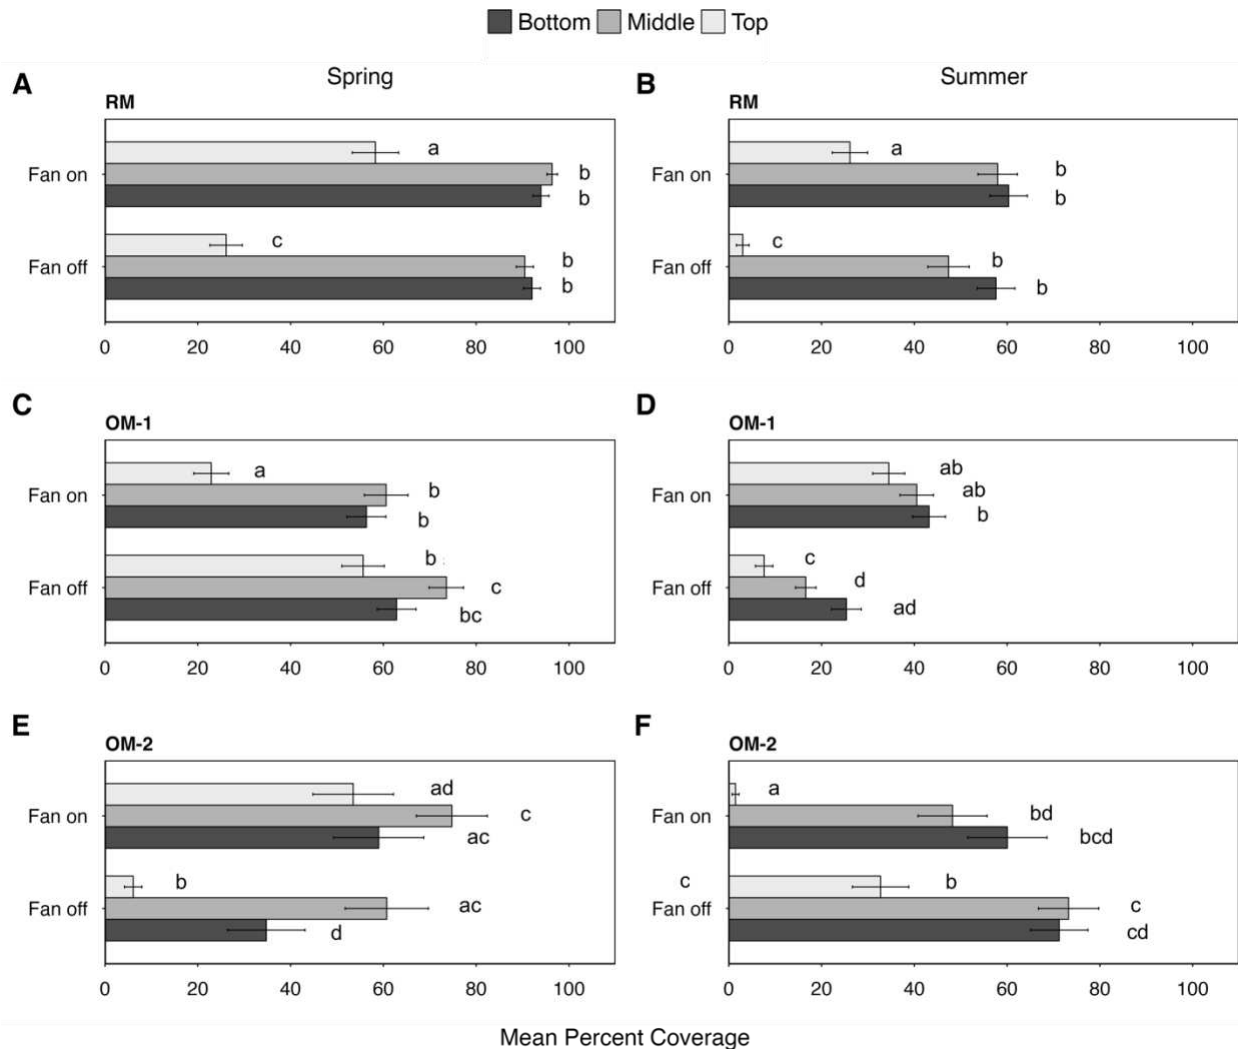 Bottom Middle Top
Spring
Summer
A
RM
Fan on
a
b
b
Fan off
c
b
b
0 20 40 60 80 100
B
RM
Fan on
a
b
b
Fan off
c
b
b
0 20 40 60 80 100
C
OM-1
Fan on
a
b
b
Fan off
b
c
bc
0 20 40 60 80 100
D
OM-1
Fan on
ab
ab
b
Fan off
c
d
ad
0 20 40 60 80 100
E
OM-2
Fan on
ad
c
ac
Fan off
b
ac
d
0 20 40 60 80 100
F
OM-2
Fan on
a
bd
bcd
c
Fan off
b
c
cd
0 20 40 60 80 100
Mean Percent Coverage